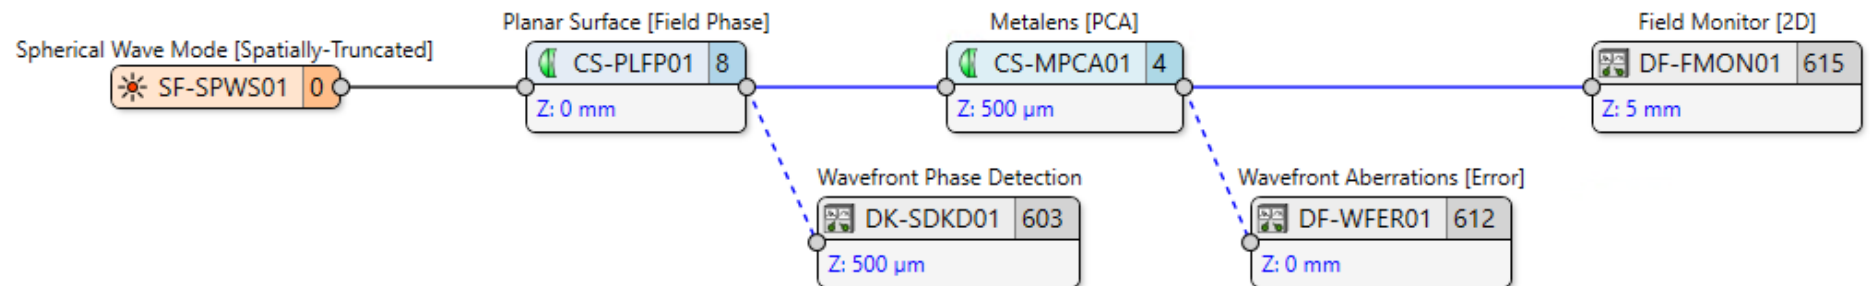 Planar Surface [Field Phase]
Metalens [PCA]
Field Monitor [2D]
Spherical Wave Mode [Spatially-Truncated]
SF-SPWS01 0
CS-PLFP01 8
Z: 0 mm
CS-MPCA01 4
Z: 500 µm
DF-FMON01 615
Z: 5 mm
Wavefront Phase Detection
DK-SDKD01 603
Z: 500 µm
Wavefront Aberrations [Error]
DF-WFER01 612
Z: 0 mm